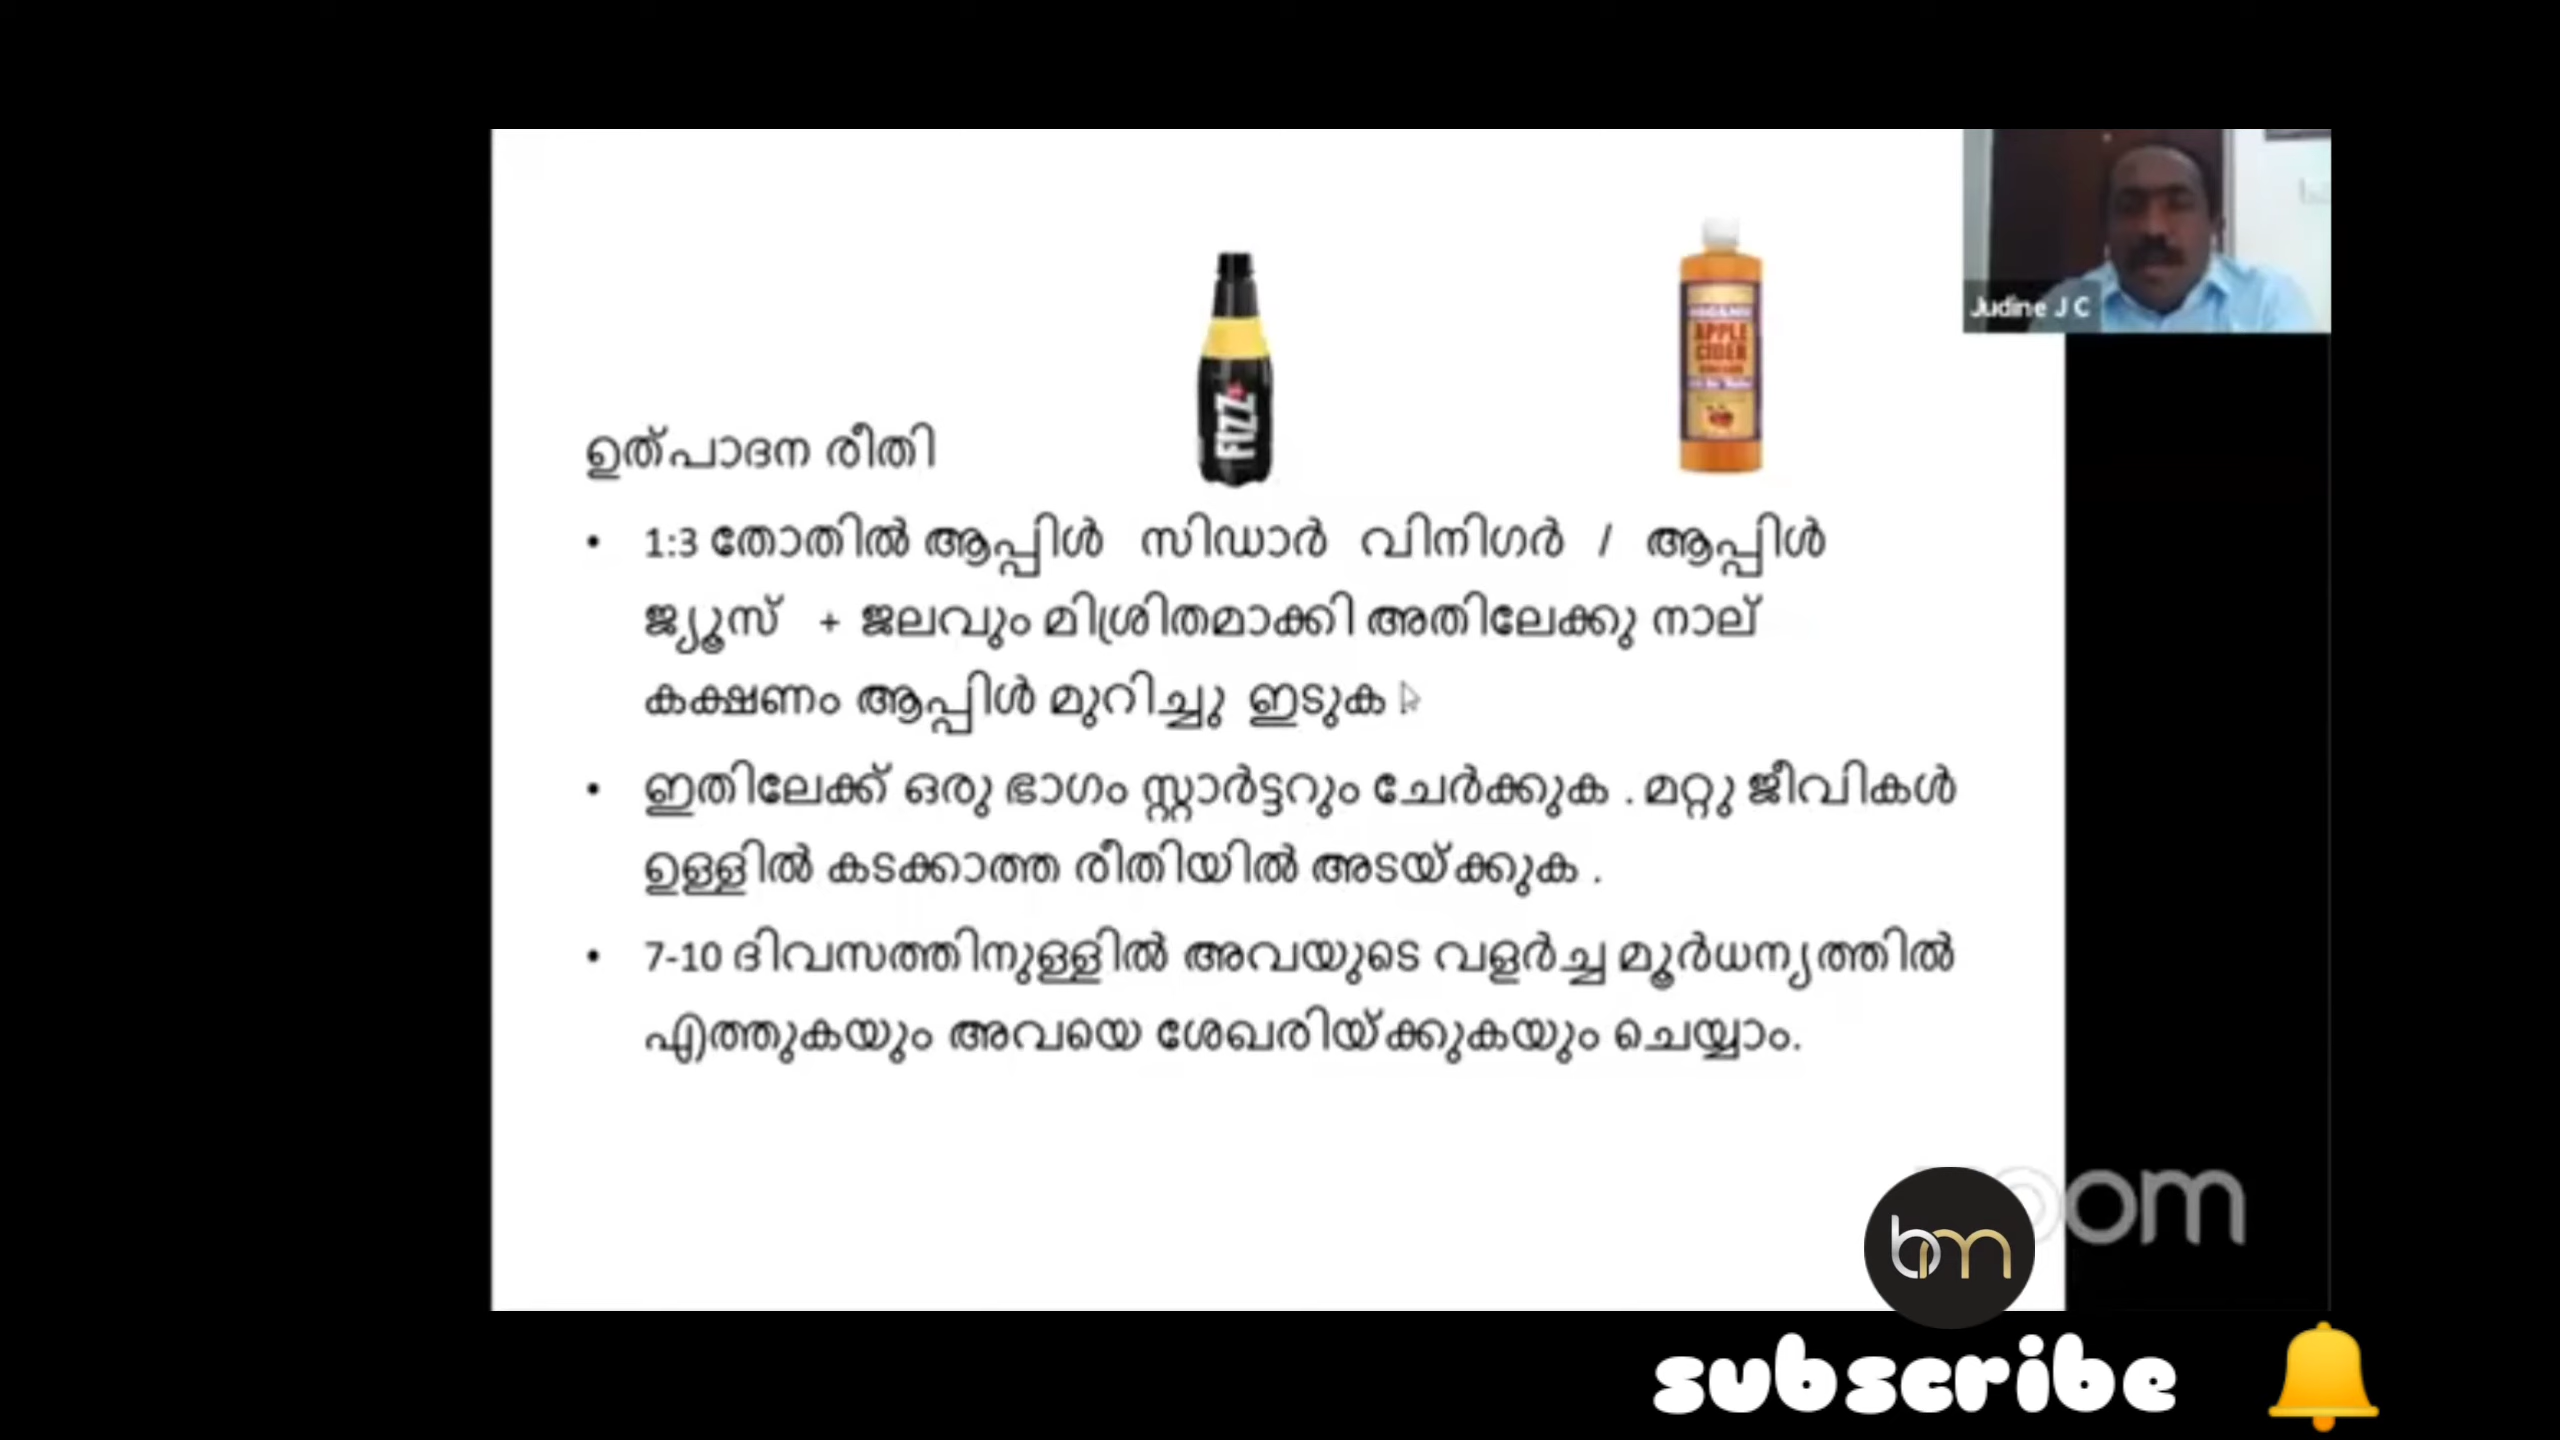 Judine J C
FIZZ
APPLE
CIDER
ഉത്പാദന രീതി
• 1:3 തോതിൽ ആപ്പിൾ സിഡാർ വിനിഗർ / ആപ്പിൾ
ജ്യൂസ് + ജലവും മിശ്രിതമാക്കി അതിലേക്കു നാല്
കക്ഷണം ആപ്പിൾ മുറിച്ചു ഇടുക
• ഇതിലേക്ക് ഒരു ഭാഗം സ്റ്റാർട്ടറും ചേർക്കുക . മറ്റു ജീവികൾ
ഉള്ളിൽ കടക്കാത്ത രീതിയിൽ അടയ്ക്കുക .
• 7-10 ദിവസത്തിനുള്ളിൽ അവയുടെ വളർച്ച മൂർധന്യത്തിൽ
എത്തുകയും അവയെ ശേഖരിയ്ക്കുകയും ചെയ്യാം.
oom
bm
subscribe